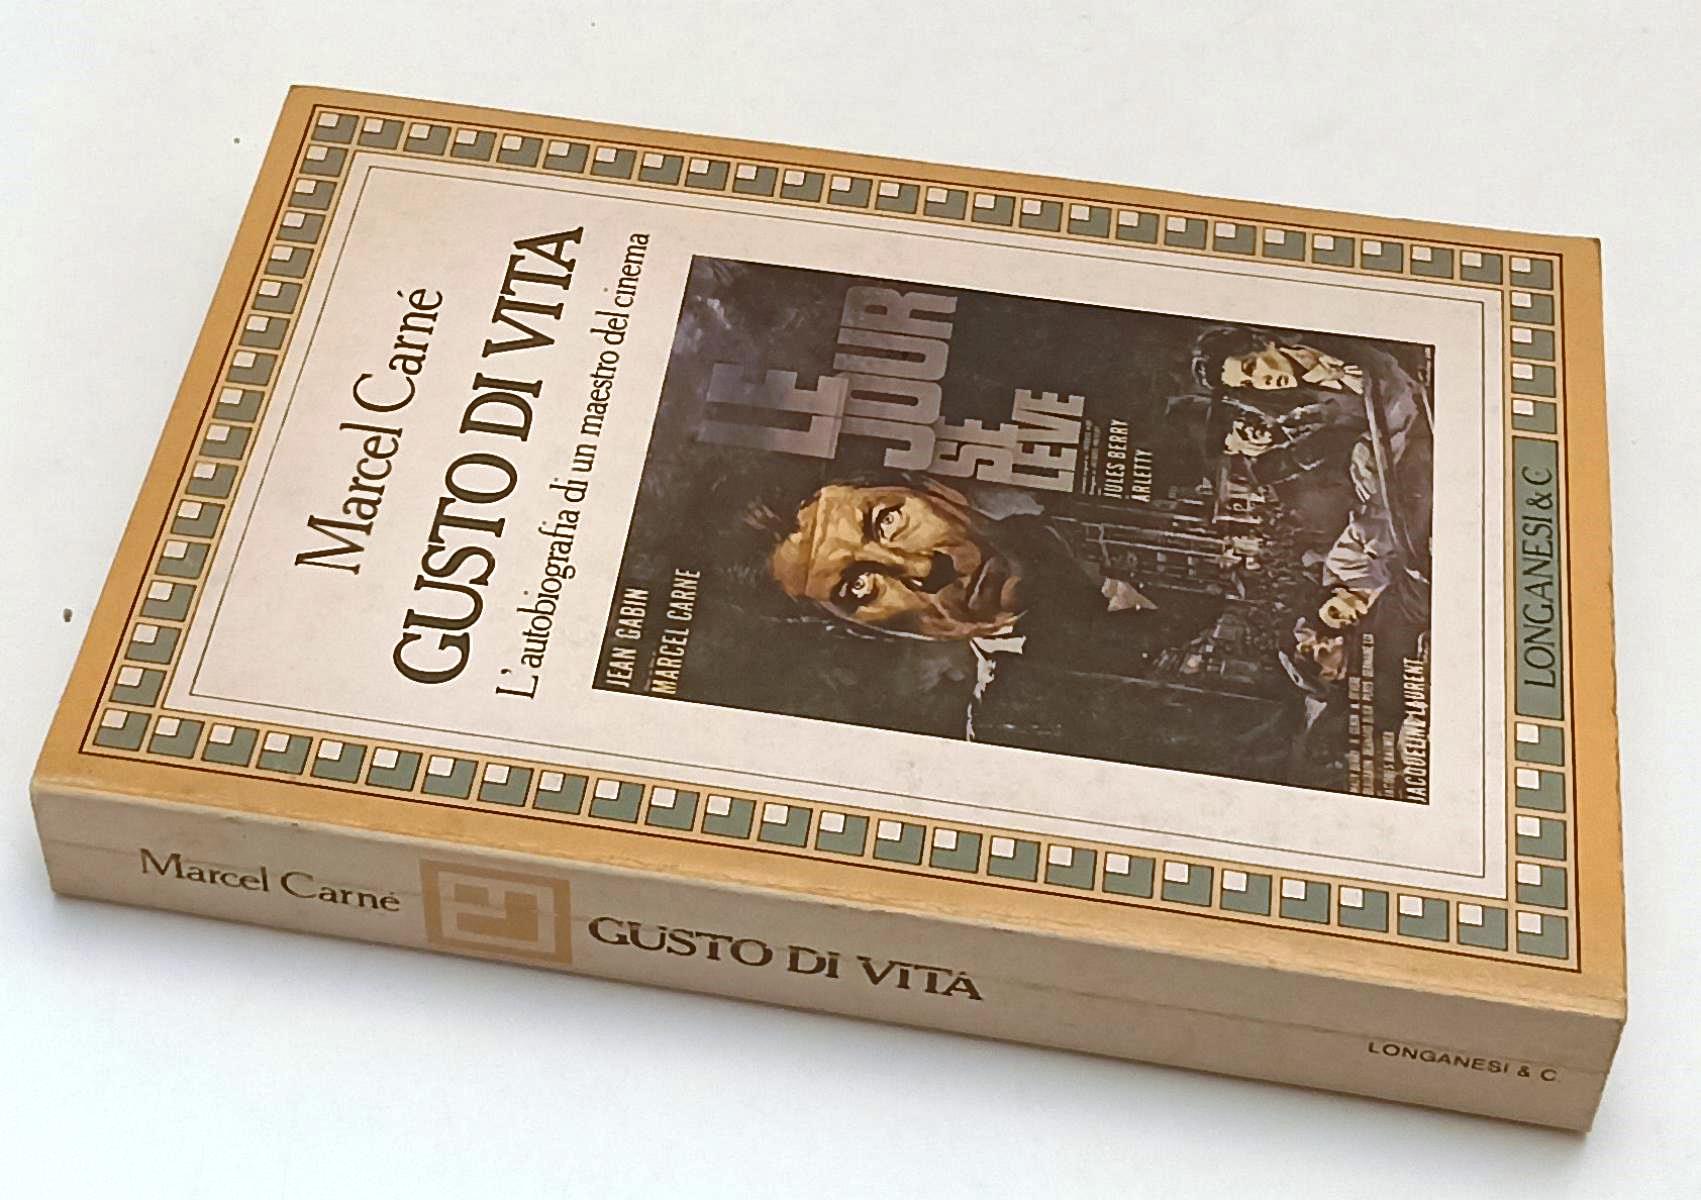 Marcel Carné
GUSTO DI VITA
L'autobiografia di un maestro del cinema
JEAN GABIN
MARCEL CARNE
LE
JOUR
SE
LEVE
JULES BERRY
ARLETTY
JACQUELINE LAURENT
LONGANESI & C
Marcel Carné
GUSTO DI VITA
LONGANESI & C.